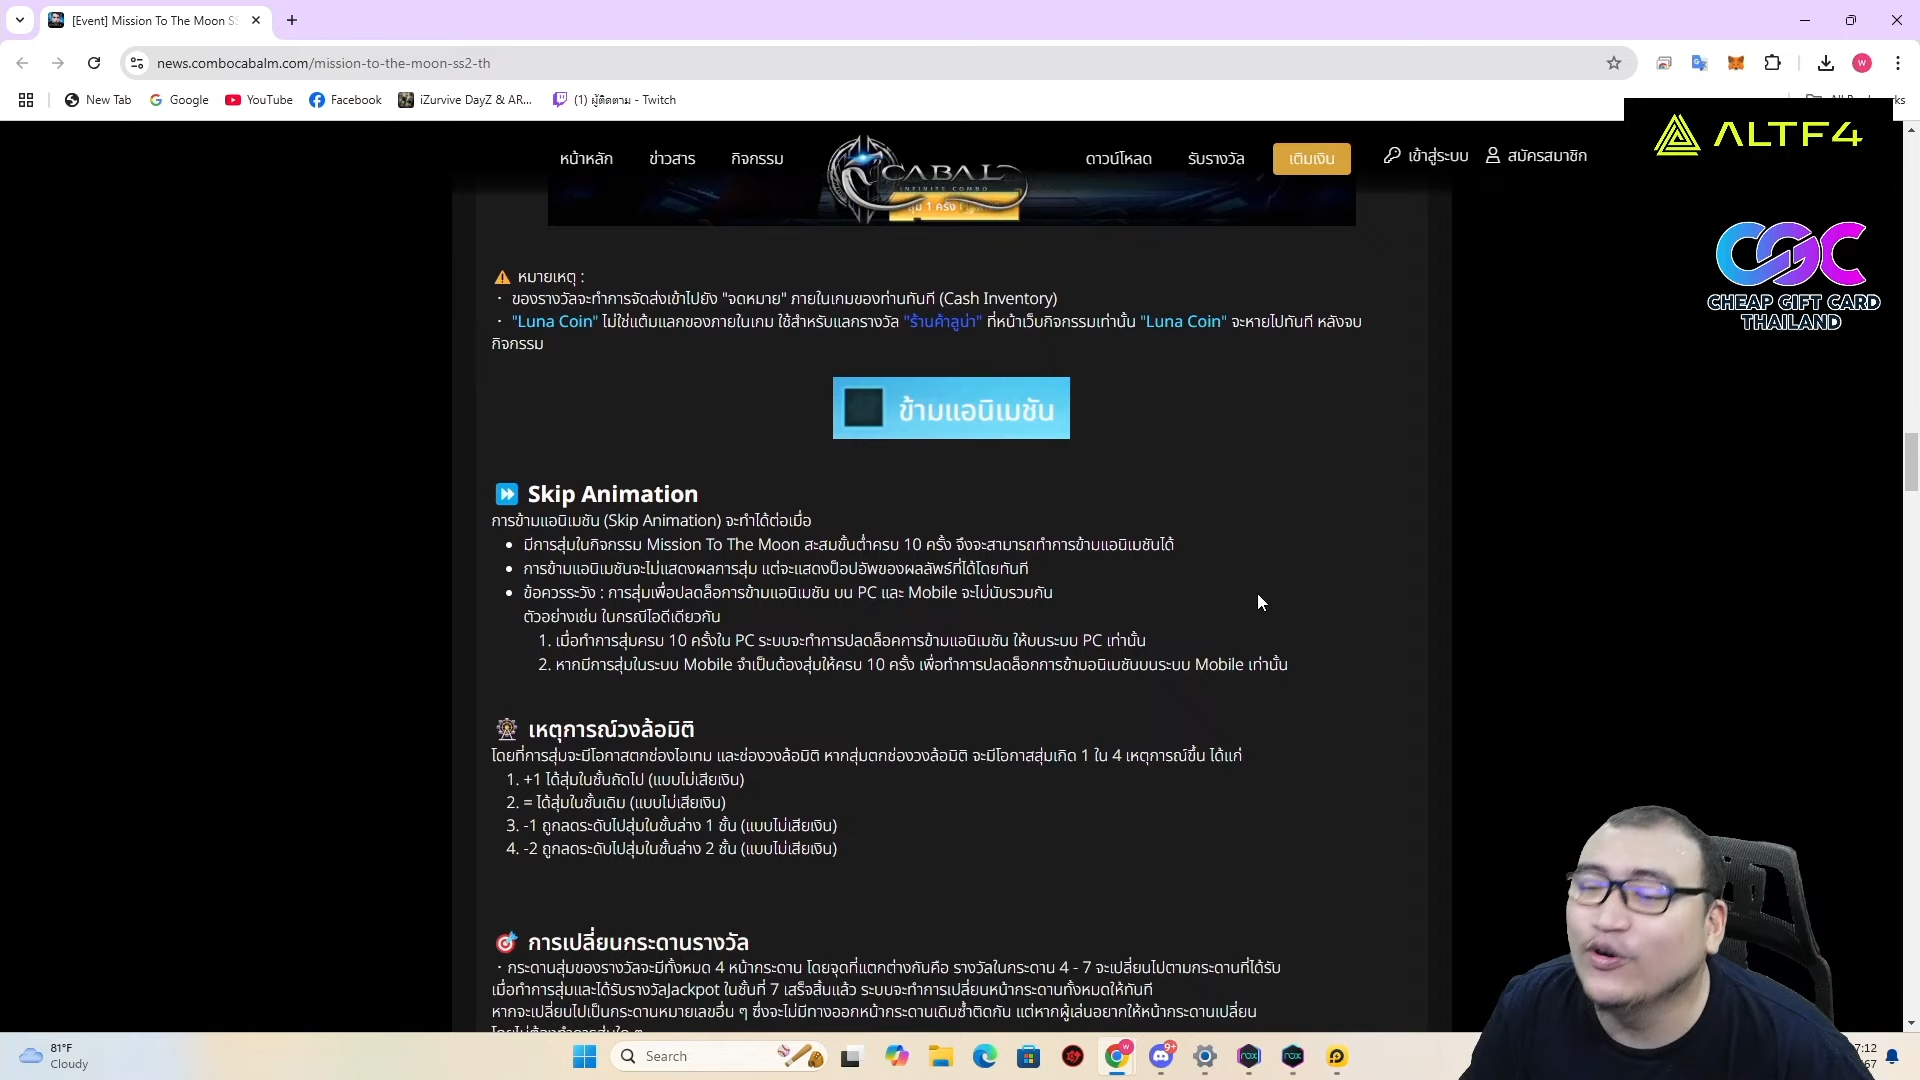 [Event] Mission To The Moon SS
news.combocabalm.com/mission-to-the-moon-ss2-th
New Tab
Google
YouTube
Facebook
iZurvive DayZ & AR...
(1) ผู้ติดตาม - Twitch
ALTF4
หน้าหลัก
ข่าวสาร
กิจกรรม
CABAL
INFINITE COMBO
ดาวน์โหลด
รับรางวัล
เติมเงิน
เข้าสู่ระบบ
สมัครสมาชิก
1 ครั้ง
CGC
CHEAP GIFT CARD
THAILAND
หมายเหตุ :
· ของรางวัลจะทำการจัดส่งเข้าไปยัง "จดหมาย" ภายในเกมของท่านทันที (Cash Inventory)
· "Luna Coin" ไม่ใช่แต้มแลกของภายในเกม ใช้สำหรับแลกรางวัล "ร้านค้าลูน่า" ที่หน้าเว็บกิจกรรมเท่านั้น "Luna Coin" จะหายไปทันที หลังจบ
กิจกรรม
ข้ามแอนิเมชัน
Skip Animation
การข้ามแอนิเมชัน (Skip Animation) จะทำได้ต่อเมื่อ
• มีการสุ่มในกิจกรรม Mission To The Moon สะสมขั้นต่ำครบ 10 ครั้ง จึงจะสามารถทำการข้ามแอนิเมชันได้
• การข้ามแอนิเมชันจะไม่แสดงผลการสุ่ม แต่จะแสดงป็อปอัพของผลลัพธ์ที่ได้โดยทันที
• ข้อควรระวัง : การสุ่มเพื่อปลดล็อการข้ามแอนิเมชัน บน PC และ Mobile จะไม่นับรวมกัน
ตัวอย่างเช่น ในกรณีไอดีเดียวกัน
1. เมื่อทำการสุ่มครบ 10 ครั้งใน PC ระบบจะทำการปลดล็อคการข้ามแอนิเมชัน ให้บนระบบ PC เท่านั้น
2. หากมีการสุ่มในระบบ Mobile จำเป็นต้องสุ่มให้ครบ 10 ครั้ง เพื่อทำการปลดล็อกการข้ามอนิเมชันบนระบบ Mobile เท่านั้น
เหตุการณ์วงล้อมิติ
โดยที่การสุ่มจะมีโอกาสตกช่องไอเทม และช่องวงล้อมิติ หากสุ่มตกช่องวงล้อมิติ จะมีโอกาสสุ่มเกิด 1 ใน 4 เหตุการณ์ขึ้น ได้แก่
1. +1 ได้สุ่มในชั้นถัดไป (แบบไม่เสียเงิน)
2. = ได้สุ่มในชั้นเดิม (แบบไม่เสียเงิน)
3. -1 ถูกลดระดับไปสุ่มในชั้นล่าง 1 ชั้น (แบบไม่เสียเงิน)
4. -2 ถูกลดระดับไปสุ่มในชั้นล่าง 2 ชั้น (แบบไม่เสียเงิน)
การเปลี่ยนกระดานรางวัล
· กระดานสุ่มของรางวัลจะมีทั้งหมด 4 หน้ากระดาน โดยจุดที่แตกต่างกันคือ รางวัลในกระดาน 4 - 7 จะเปลี่ยนไปตามกระดานที่ได้รับ
เมื่อทำการสุ่มและได้รับรางวัลJackpot ในชั้นที่ 7 เสร็จสิ้นแล้ว ระบบจะทำการเปลี่ยนหน้ากระดานทั้งหมดให้ทันที
หากจะเปลี่ยนไปเป็นกระดานหมายเลขอื่น ๆ ซึ่งจะไม่มีทางออกหน้ากระดานเดิมซ้ำติดกัน แต่หากผู้เล่นอยากให้หน้ากระดานเปลี่ยน
81°F
Cloudy
Search
9+
7:12
67